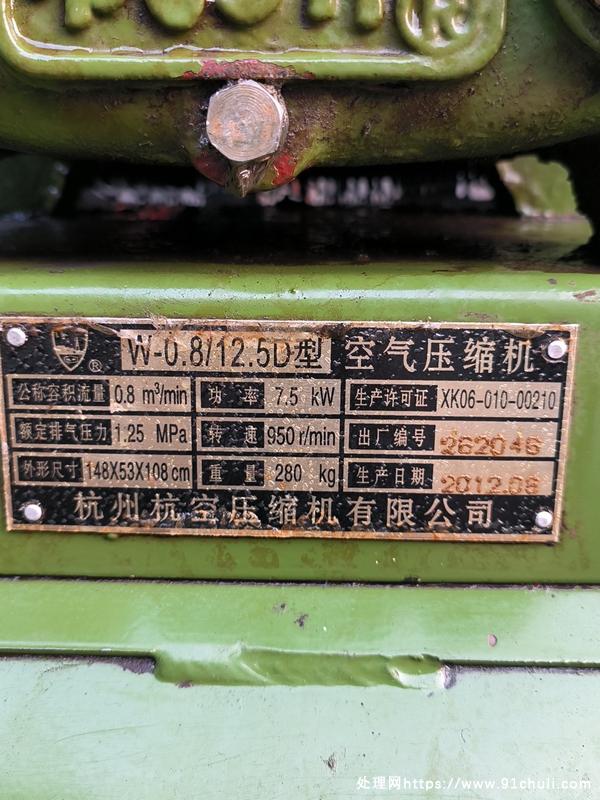 W-0.8/12.5D型 空气压缩机
公称容积流量 0.8 m³/min 功率 7.5 kW 生产许可证 XK06-010-00210
额定排气压力 1.25 MPa 转速 950 r/min 出厂编号 262046
外形尺寸 148X53X108 cm 重量 280 kg 生产日期 2012.06
杭州杭空压缩机有限公司
处理网https://www.91chuli.com